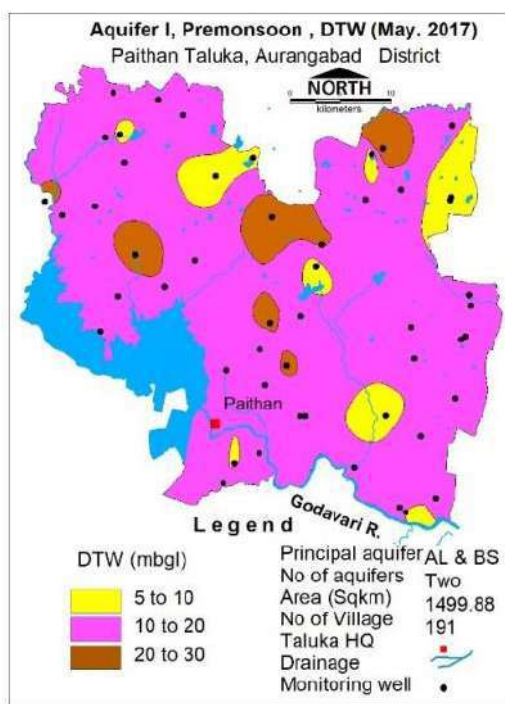 Aquifer I, Premonsoon , DTW (May. 2017)
Paithan Taluka, Aurangabad District
NORTH
0 10
kilometers
Paithan
Godavari R.
Legend
DTW (mbgl)
5 to 10
10 to 20
20 to 30
Principal aquifer AL & BS
No of aquifers Two
Area (Sqkm) 1499.88
No of Village 191
Taluka HQ
Drainage
Monitoring well